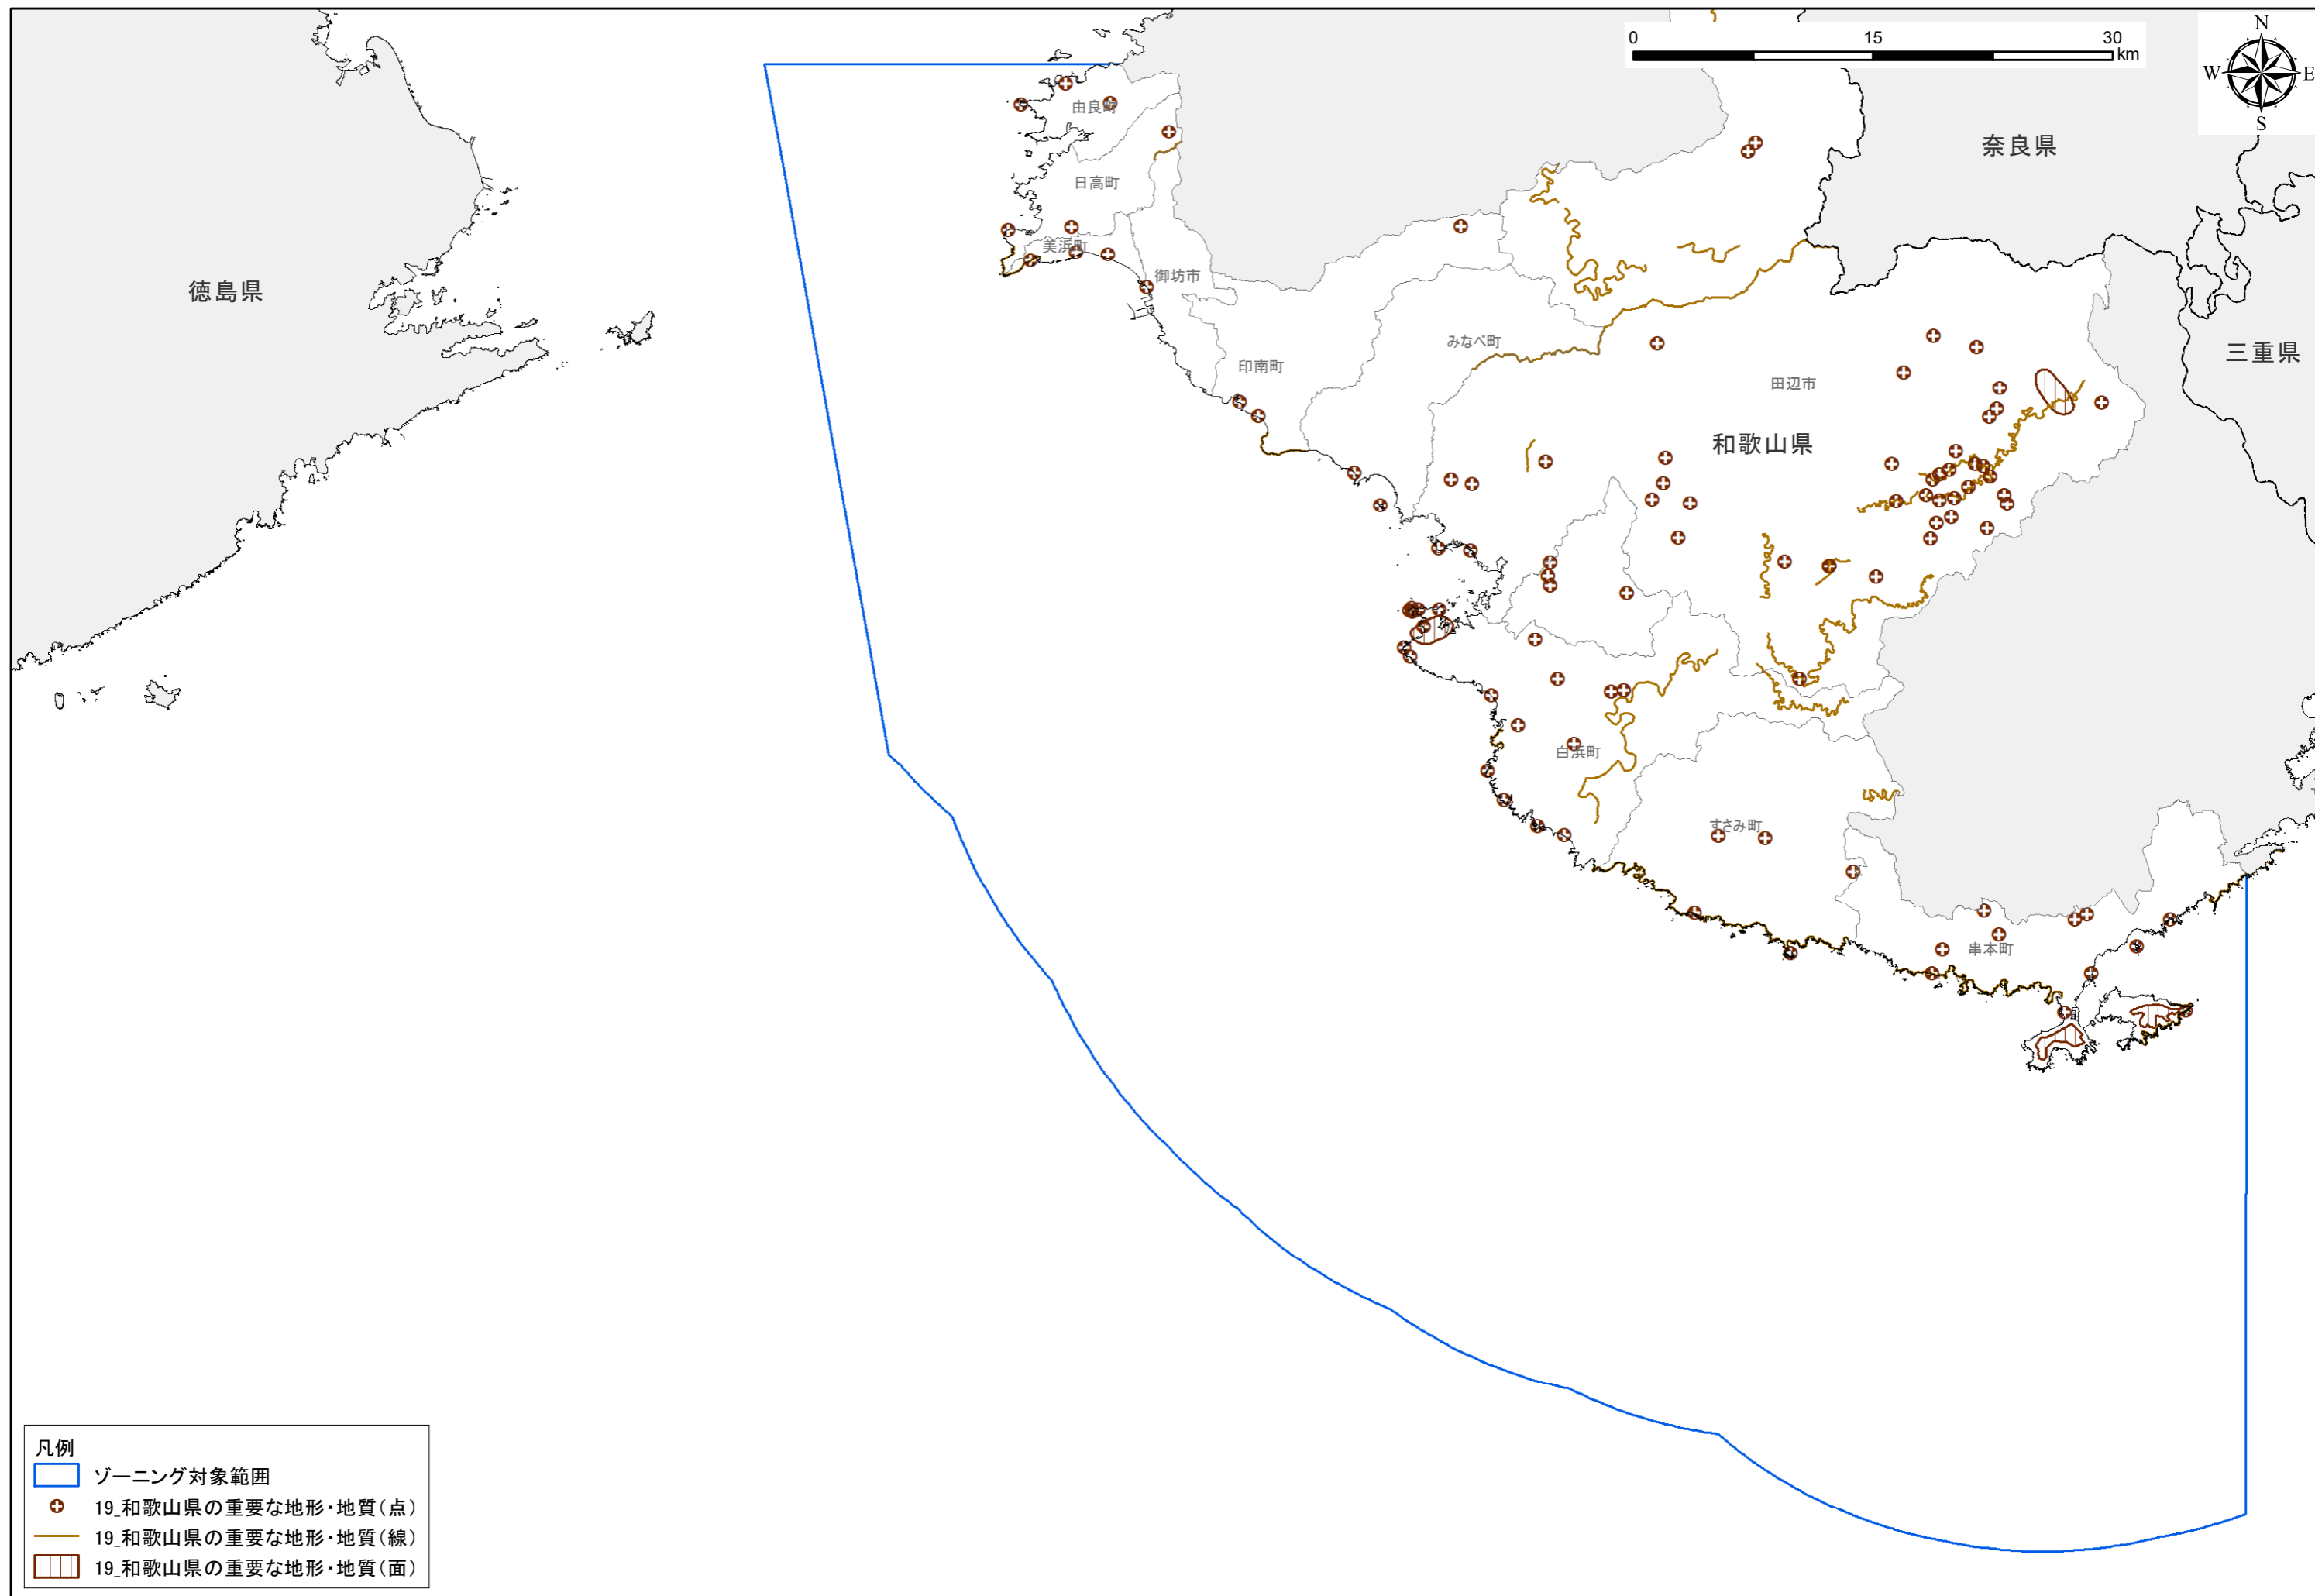 0 15 30
km
N
W E
S
奈良県
三重県
徳島県
和歌山県
由良町
日高町
美浜町
御坊市
印南町
みなべ町
田辺市
白浜町
すさみ町
串本町
凡例
ゾーニング対象範囲
19_和歌山県の重要な地形・地質(点)
19_和歌山県の重要な地形・地質(線)
19_和歌山県の重要な地形・地質(面)